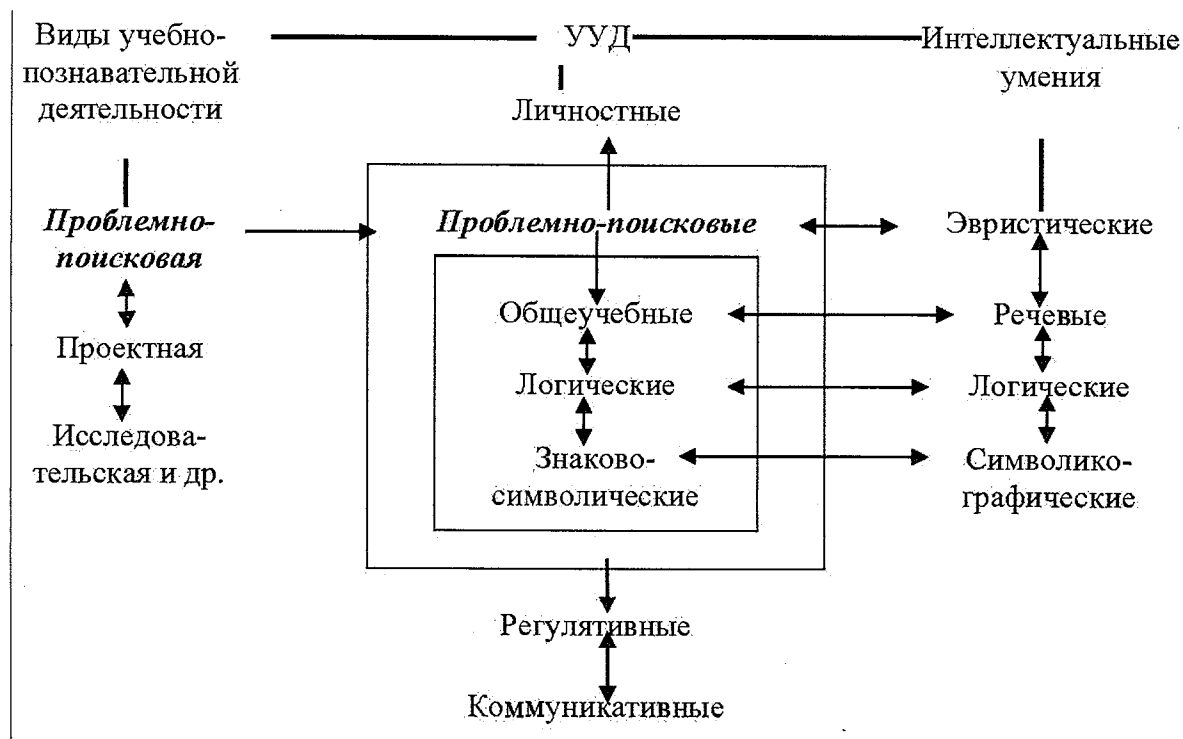 Виды учебно-
познавательной
деятельности
УУД
Интеллектуальные
умения
Личностные
Проблемно-
поисковая
Проблемно-поисковые
Эвристические
Общеучебные
Речевые
Проектная
Логические
Логические
Исследова-
тельская и др.
Знаково-
символические
Символико-
графические
Регулятивные
Коммуникативные